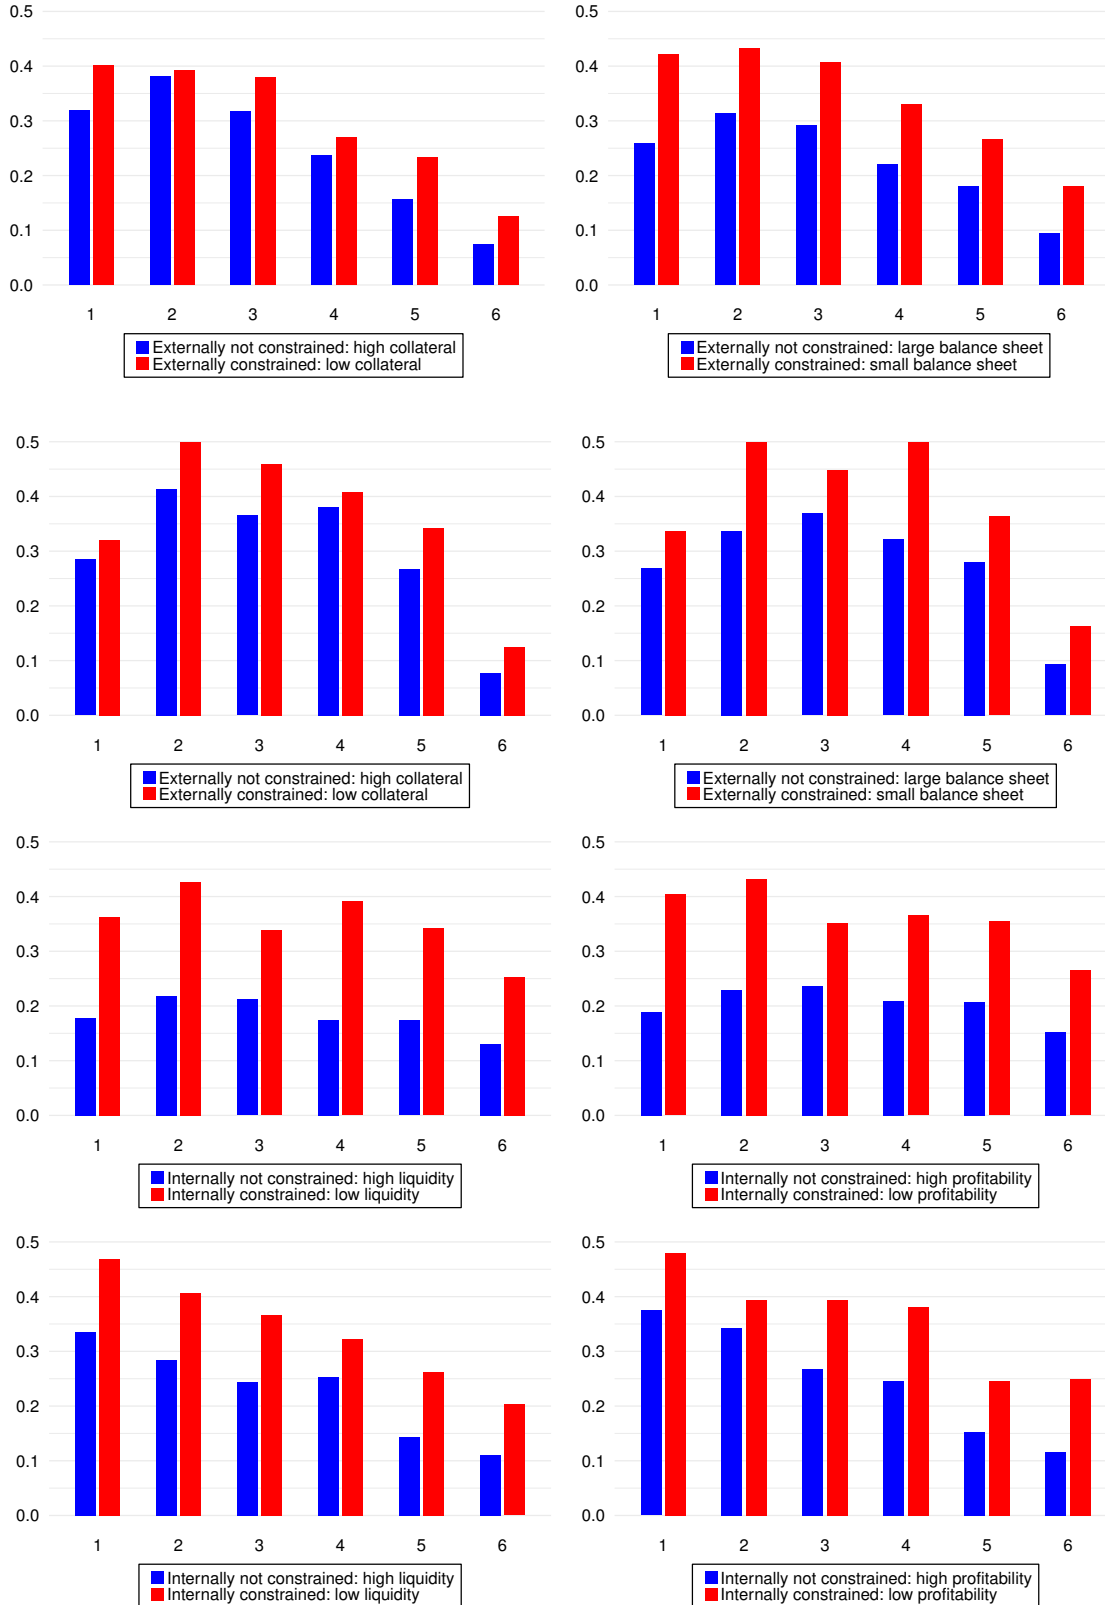 0.5
0.4
0.3
0.2
0.1
0.0
1 2 3 4 5 6
Externally not constrained: high collateral
Externally constrained: low collateral
0.5
0.4
0.3
0.2
0.1
0.0
1 2 3 4 5 6
Externally not constrained: large balance sheet
Externally constrained: small balance sheet
0.5
0.4
0.3
0.2
0.1
0.0
1 2 3 4 5 6
Externally not constrained: high collateral
Externally constrained: low collateral
0.5
0.4
0.3
0.2
0.1
0.0
1 2 3 4 5 6
Externally not constrained: large balance sheet
Externally constrained: small balance sheet
0.5
0.4
0.3
0.2
0.1
0.0
1 2 3 4 5 6
Internally not constrained: high liquidity
Internally constrained: low liquidity
0.5
0.4
0.3
0.2
0.1
0.0
1 2 3 4 5 6
Internally not constrained: high profitability
Internally constrained: low profitability
0.5
0.4
0.3
0.2
0.1
0.0
1 2 3 4 5 6
Internally not constrained: high liquidity
Internally constrained: low liquidity
0.5
0.4
0.3
0.2
0.1
0.0
1 2 3 4 5 6
Internally not constrained: high profitability
Internally constrained: low profitability